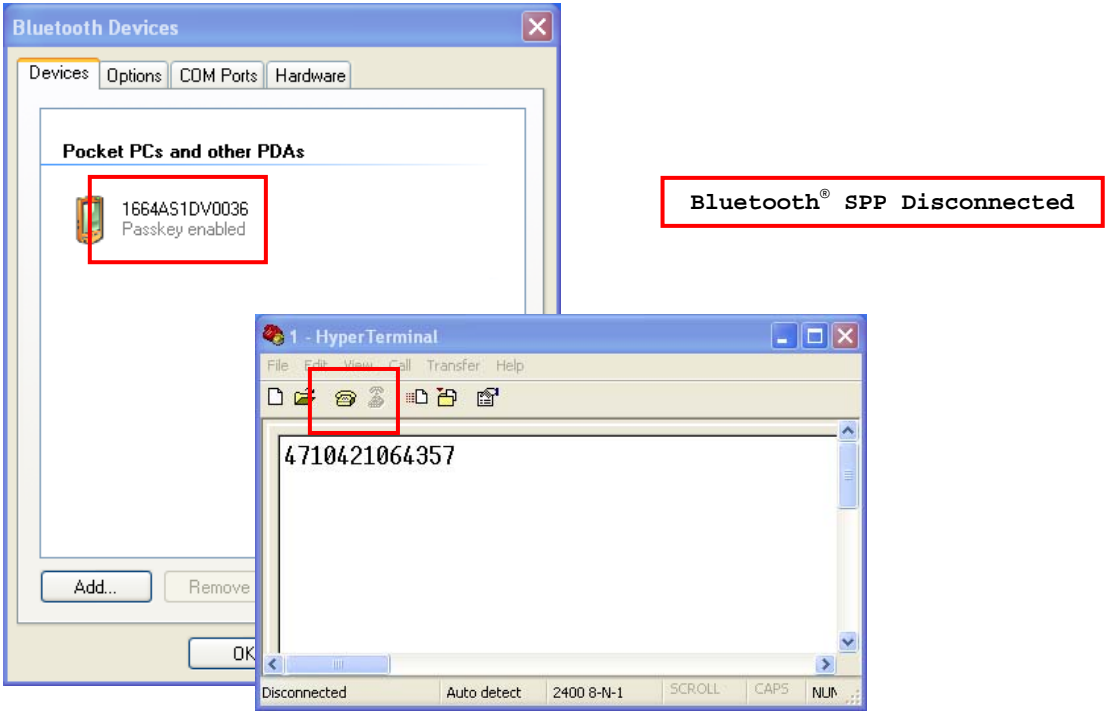 Bluetooth Devices
Devices Options COM Ports Hardware
Pocket PCs and other PDAs
1664AS1DV0036
Passkey enabled
Bluetooth® SPP Disconnected
1 - HyperTerminal
File Edit View Call Transfer Help
4710421064357
Add... Remove
OK
Disconnected Auto detect 2400 8-N-1 SCROLL CAPS NUM